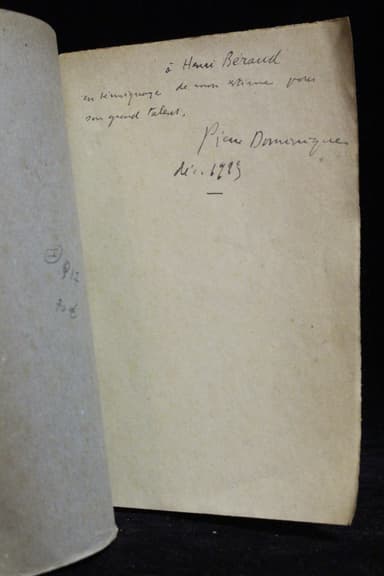 à Henri Béraud
en témoignage de mon estime pour
son grand talent.
Pierre Dominique
déc. 1923